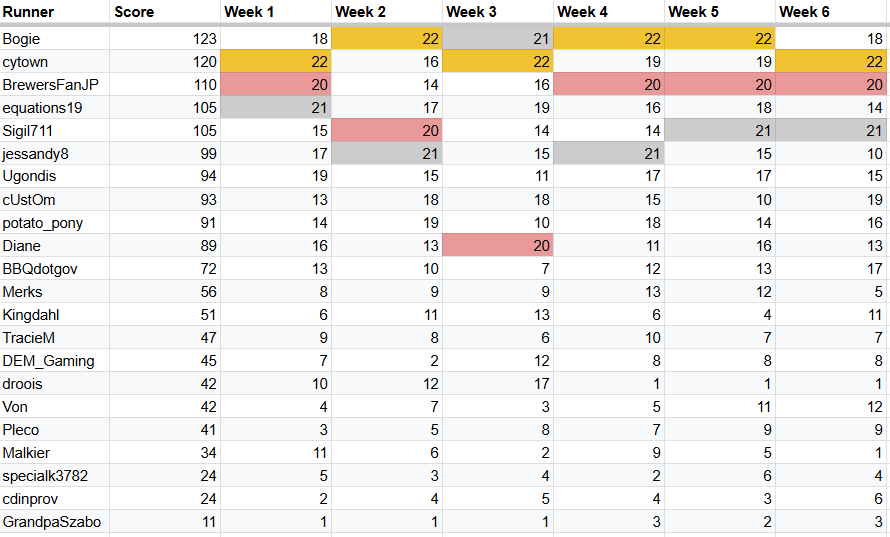 Runner Score Week 1 Week 2 Week 3 Week 4 Week 5 Week 6
Bogie 123 18 22 21 22 22 18
cytown 120 22 16 22 19 19 22
BrewersFanJP 110 20 14 16 20 20 20
equations19 105 21 17 19 16 18 14
Sigil711 105 15 20 14 14 21 21
jessandy8 99 17 21 15 21 15 10
Ugondis 94 19 15 11 17 17 15
cUstOm 93 13 18 18 15 10 19
potato_pony 91 14 19 10 18 14 16
Diane 89 16 13 20 11 16 13
BBQdotgov 72 13 10 7 12 13 17
Merks 56 8 9 9 13 12 5
Kingdahl 51 6 11 13 6 4 11
TracieM 47 9 8 6 10 7 7
DEM_Gaming 45 7 2 12 8 8 8
droois 42 10 12 17 1 1 1
Von 42 4 7 3 5 11 12
Pleco 41 3 5 8 7 9 9
Malkier 34 11 6 2 9 5 1
specialk3782 24 5 3 4 2 6 4
cdinprov 24 2 4 5 4 3 6
GrandpaSzabo 11 1 1 1 3 2 3